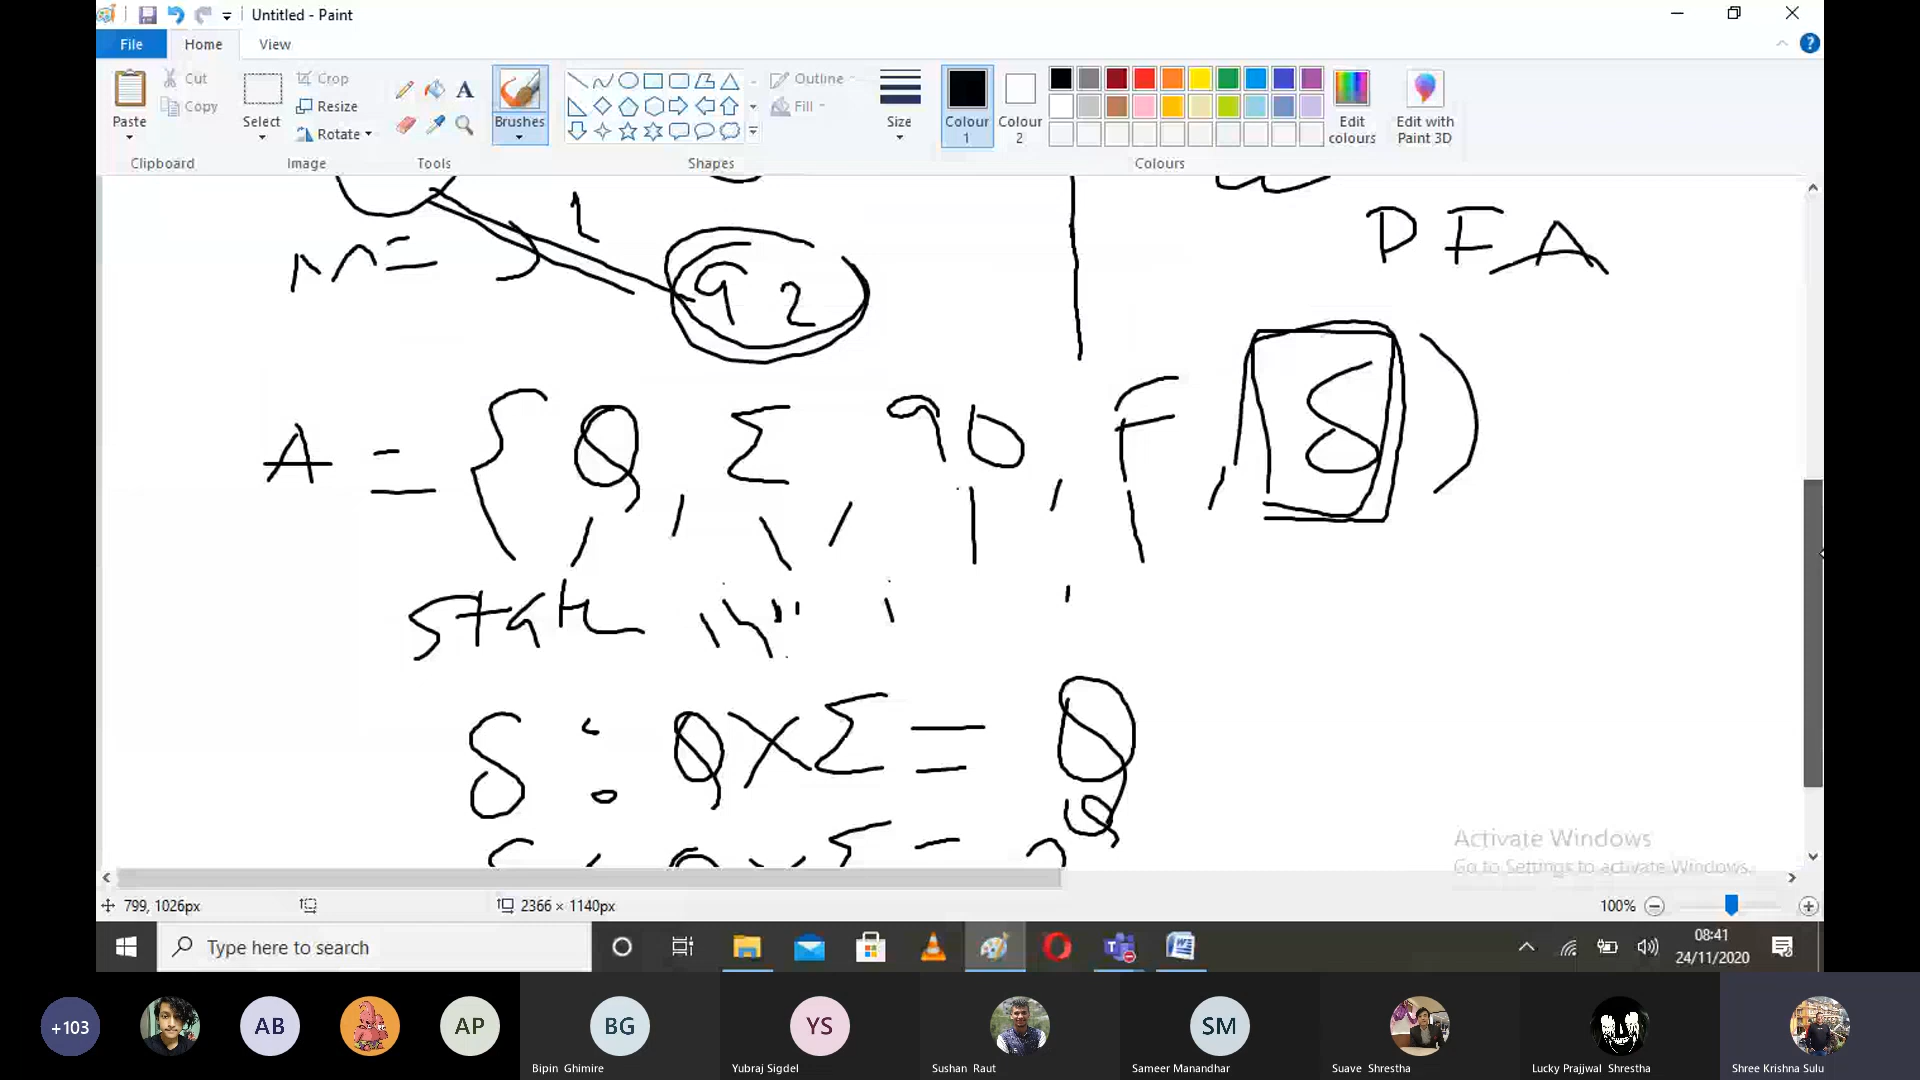 Untitled - Paint
File Home View
Paste Cut Copy Clipboard
Select Crop Resize Rotate Image
A Tools
Brushes
Outline Fill Shapes
Size
Colour 1 Colour 2 Edit colours Edit with Paint 3D
Colours
1
DFA
q2
A = { Q, Σ, q0, F, δ )
state
δ : Q×Σ = Q
Q
Activate Windows
Go to Settings to activate Windows.
799, 1026px 2366 × 1140px 100%
Type here to search
08:41
24/11/2020
+103 AB AP BG YS SM
Bipin Ghimire Yubraj Sigdel Sushan Raut Sameer Manandhar Suave Shrestha Lucky Prajjwal Shrestha Shree Krishna Sulu